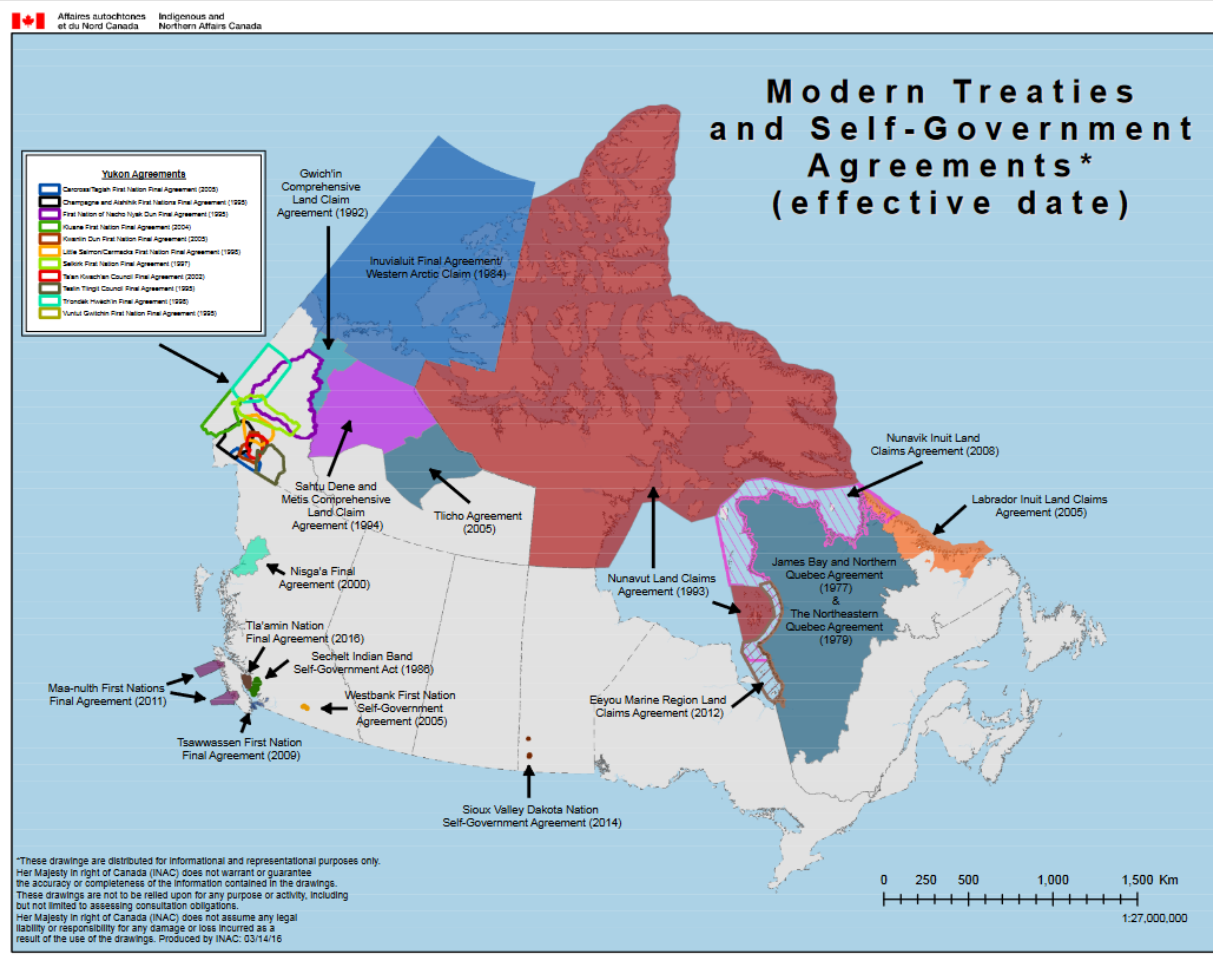 Affaires autochtones
et du Nord Canada
Indigenous and
Northern Affairs Canada
Modern Treaties
and Self-Government
Agreements*
(effective date)
Yukon Agreements
Carcross/Tagish First Nation Final Agreement (2005)
Champagne and Aishihik First Nations Final Agreement (1995)
First Nation of Nacho Nyak Dun Final Agreement (1995)
Kluane First Nation Final Agreement (2004)
Kwanlin Dun First Nation Final Agreement (2005)
Little Salmon/Carmacks First Nation Final Agreement
Selkirk First Nation Final Agreement (1997)
Ta'an Kwach'an Council Final Agreement (2002)
Teslin Tlingit Council Final Agreement (1995)
Final Agreement (1998)
Vuntut Gwitchin First Nation Final Agreement (1995)
Gwich'in
Comprehensive
Land Claim
Agreement (1992)
Inuvialuit Final Agreement/
Western Arctic Claim (1984)
Nunavik Inuit Land
Claims Agreement (2008)
Labrador Inuit Land Claims
Agreement (2005)
Sahtu Dene and
Metis Comprehensive
Land Claim
Agreement (1994)
Tlicho Agreement
(2005)
Nisga'a Final
Agreement (2000)
Nunavut Land Claims
Agreement (1993)
James Bay and Northern
Quebec Agreement
(1977)
&
The Northeastern
Quebec Agreement
(1979)
Tla'amin Nation
Final Agreement (2016)
Sechelt Indian Band
Self-Government Act (1986)
Maa-nulth First Nations
Final Agreement (2011)
Westbank First Nation
Self-Government
Agreement (2005)
Eeyou Marine Region Land
Claims Agreement (2012)
Tsawwassen First Nation
Final Agreement (2009)
Sioux Valley Dakota Nation
Self-Government Agreement (2014)
*These drawings are distributed for informational and representational purposes only.
Her Majesty in right of Canada (INAC) does not warrant or guarantee
the accuracy or completeness of the information contained in the drawings.
These drawings are not to be relied upon for any purpose or activity, including
but not limited to assessing consultation obligations.
Her Majesty in right of Canada (INAC) does not assume any legal
liability or responsibility for any damage or loss incurred as a
result of the use of the drawings. Produced by INAC: 03/14/16
0 250 500 1,000 1,500 Km
1:27,000,000